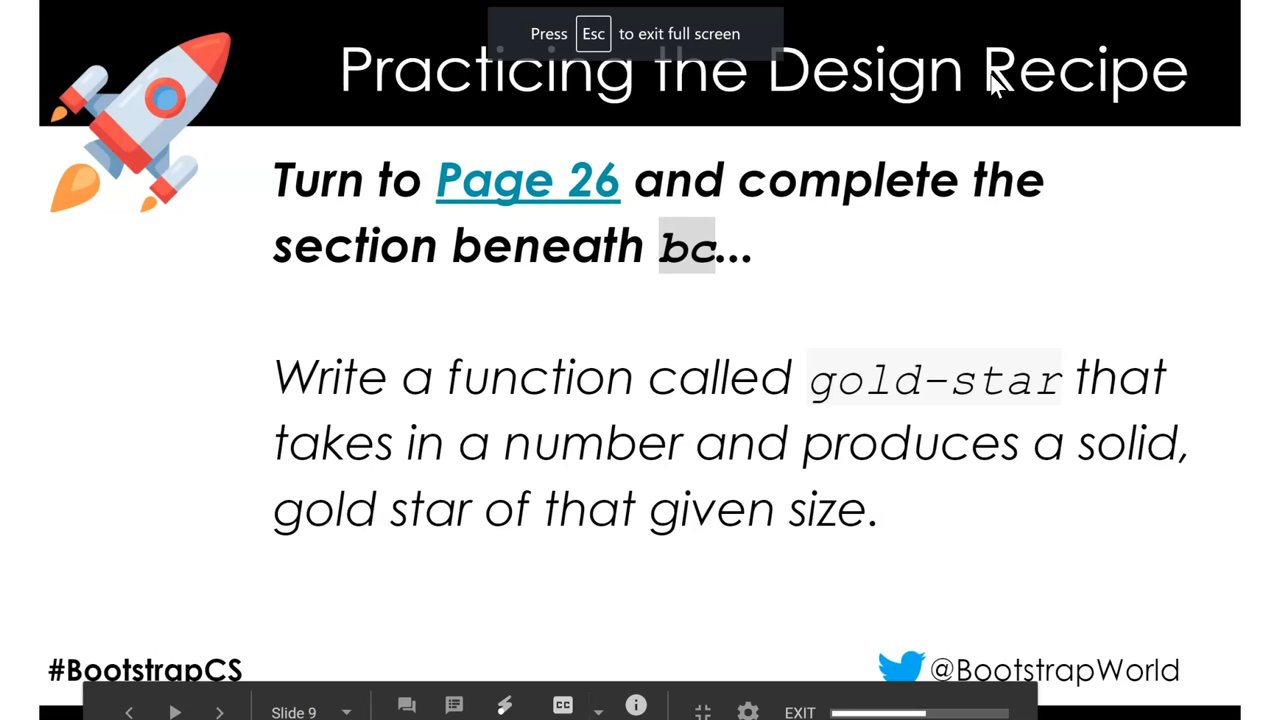 Press Esc to exit full screen
Practicing the Design Recipe
Turn to Page 26 and complete the
section beneath bc...
Write a function called gold-star that
takes in a number and produces a solid,
gold star of that given size.
#BootstrapCS
@BootstrapWorld
Slide 9
CC
EXIT